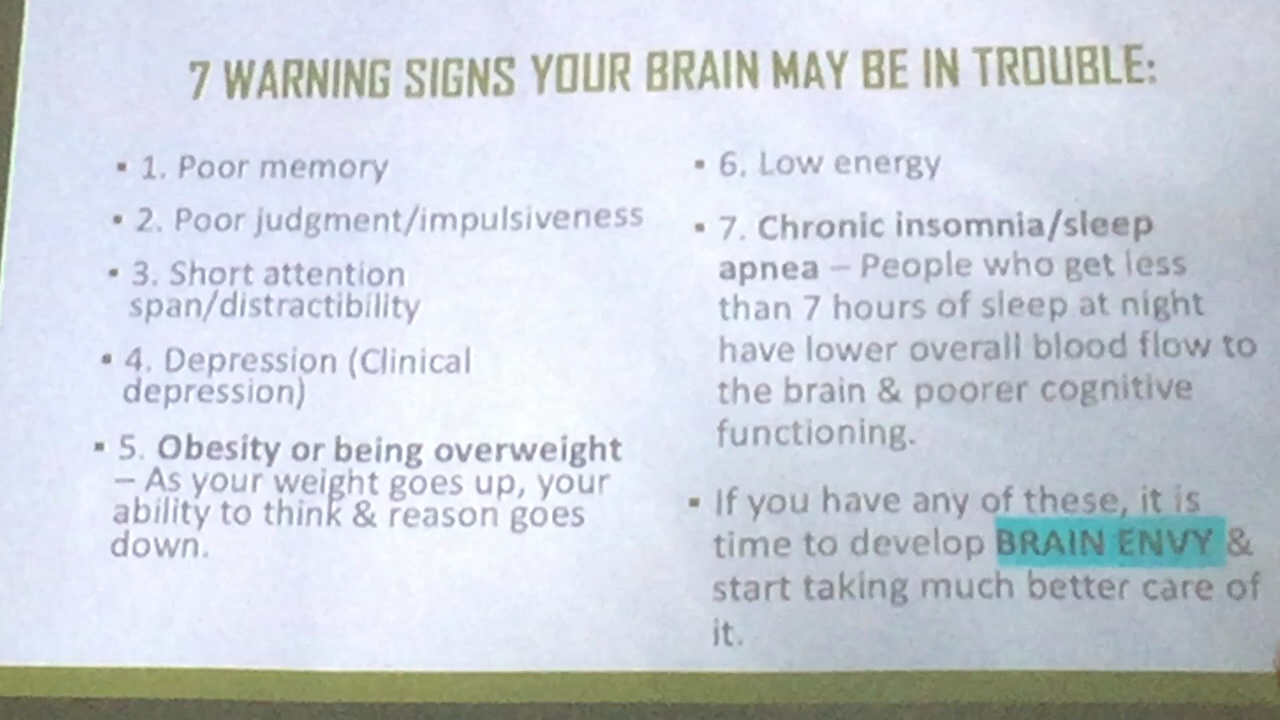 7 WARNING SIGNS YOUR BRAIN MAY BE IN TROUBLE:
▪ 1. Poor memory
▪ 2. Poor judgment/impulsiveness
▪ 3. Short attention
span/distractibility
▪ 4. Depression (Clinical
depression)
▪ 5. Obesity or being overweight
– As your weight goes up, your
ability to think & reason goes
down.
▪ 6. Low energy
▪ 7. Chronic insomnia/sleep
apnea – People who get less
than 7 hours of sleep at night
have lower overall blood flow to
the brain & poorer cognitive
functioning.
▪ If you have any of these, it is
time to develop BRAIN ENVY &
start taking much better care of
it.